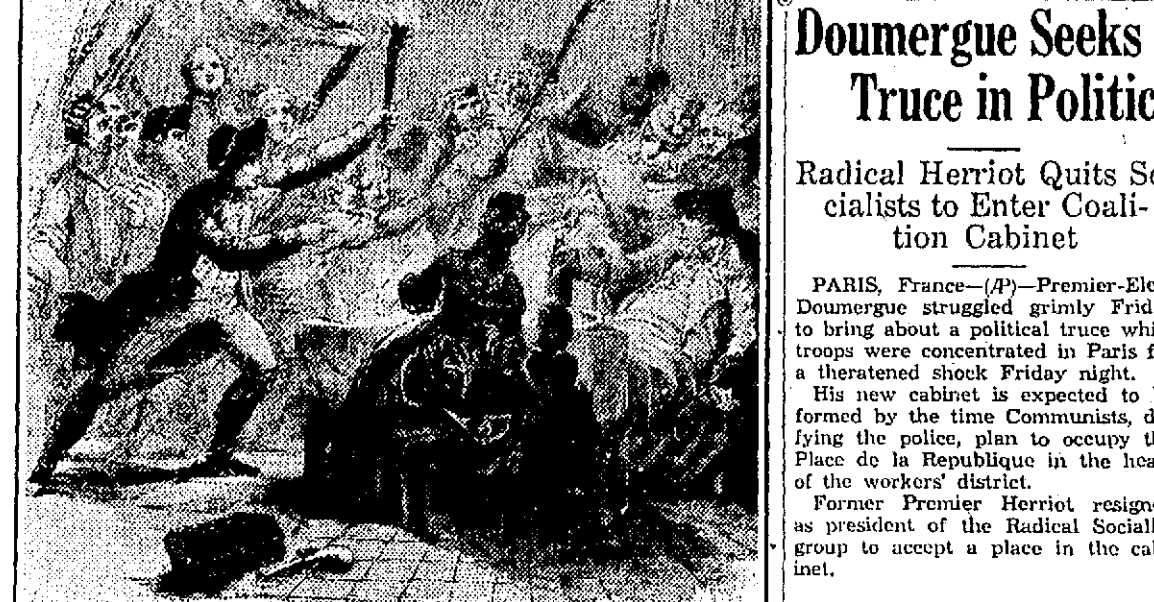 Doumergue Seeks
Truce in Politic
Radical Herriot Quits So
cialists to Enter Coali-
tion Cabinet
PARIS, France—(AP)—Premier-Ele
Doumergue struggled grimly Frid
to bring about a political truce whi
troops were concentrated in Paris f
a theratened shock Friday night.
His new cabinet is expected to
formed by the time Communists, d
fying the police, plan to occupy th
Place de la Republique in the hea
of the workers' district.
Former Premier Herriot resign
as president of the Radical Sociali
group to accept a place in the cab
inet.